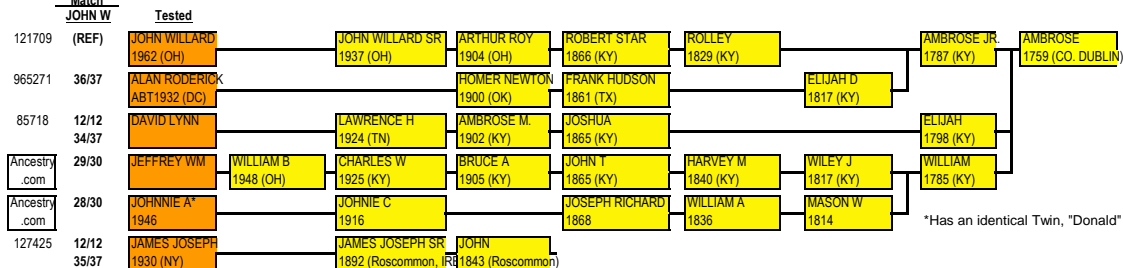 Match
JOHN W Tested
121709 (REF) JOHN WILLARD JOHN WILLARD SR ARTHUR ROY ROBERT STAR ROLLEY AMBROSE JR. AMBROSE
1962 (OH) 1937 (OH) 1904 (OH) 1866 (KY) 1829 (KY) 1787 (KY) 1759 (CO. DUBLIN)
965271 36/37 ALAN RODERICK HOMER NEWTON FRANK HUDSON ELIJAH D
ABT1932 (DC) 1900 (OK) 1861 (TX) 1817 (KY)
85718 12/12 DAVID LYNN LAWRENCE H AMBROSE M. JOSHUA ELIJAH
34/37 1924 (TN) 1902 (KY) 1865 (KY) 1798 (KY)
Ancestry 29/30 JEFFREY WM WILLIAM B CHARLES W BRUCE A JOHN T HARVEY M WILEY J WILLIAM
.com 1948 (OH) 1925 (KY) 1905 (KY) 1865 (KY) 1840 (KY) 1817 (KY) 1785 (KY)
Ancestry 28/30 JOHNNIE A* JOHNIE C JOSEPH RICHARD WILLIAM A MASON W
.com 1946 1916 1868 1836 1814 *Has an identical Twin, "Donald"
127425 12/12 JAMES JOSEPH JAMES JOSEPH SR JOHN
35/37 1930 (NY) 1892 (Roscommon, IRE 1843 (Roscommon)